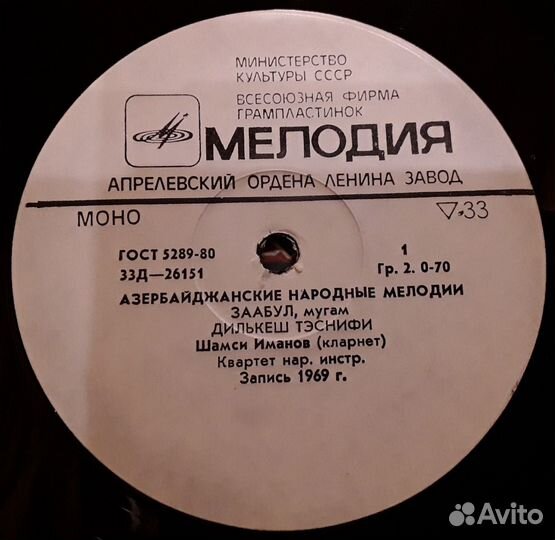 МИНИСТЕРСТВО
КУЛЬТУРЫ СССР
ВСЕСОЮЗНАЯ ФИРМА
ГРАМПЛАСТИНОК
МЕЛОДИЯ
АПРЕЛЕВСКИЙ ОРДЕНА ЛЕНИНА ЗАВОД
МОНО ▽33
ГОСТ 5289-80 1
33Д—26151 Гр. 2. 0-70
АЗЕРБАЙДЖАНСКИЕ НАРОДНЫЕ МЕЛОДИИ
ЗААБУЛ, мугам
ДИЛЬКЕШ ТЭСНИФИ
Шамси Иманов (кларнет)
Квартет нар. инстр.
Запись 1969 г.
Avito